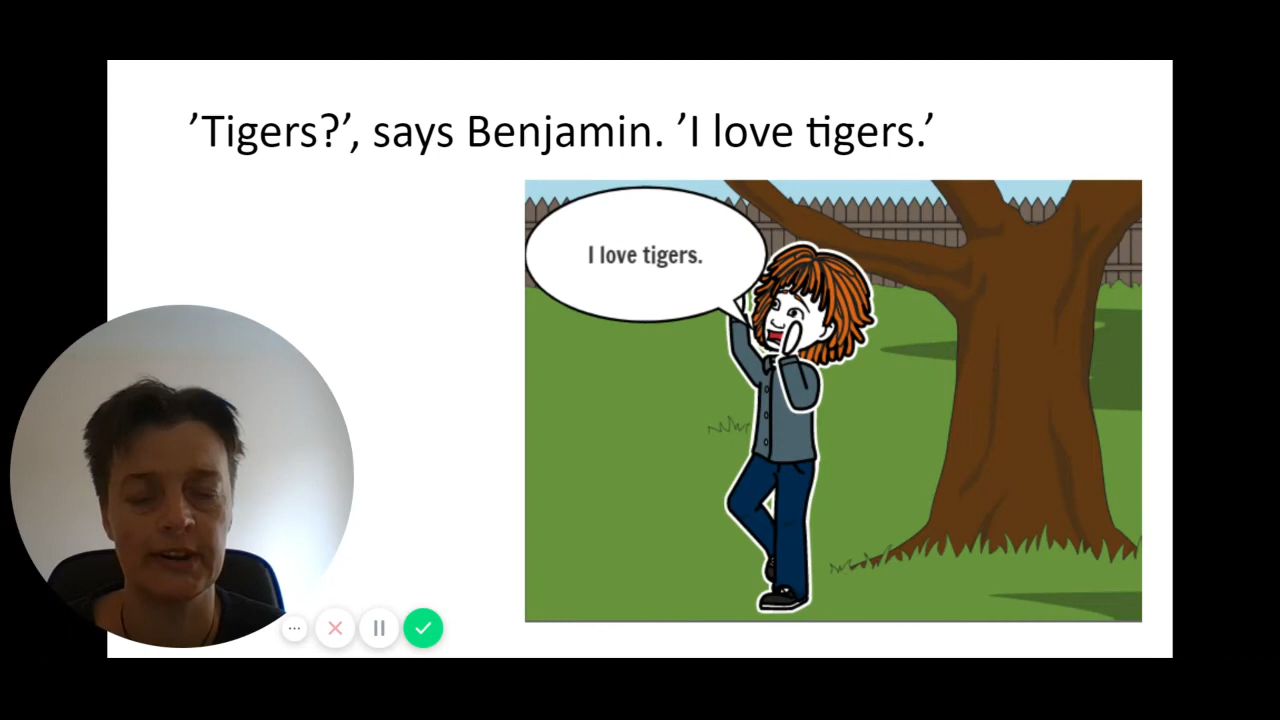 ’Tigers?’, says Benjamin. ’I love tigers.’
I love tigers.